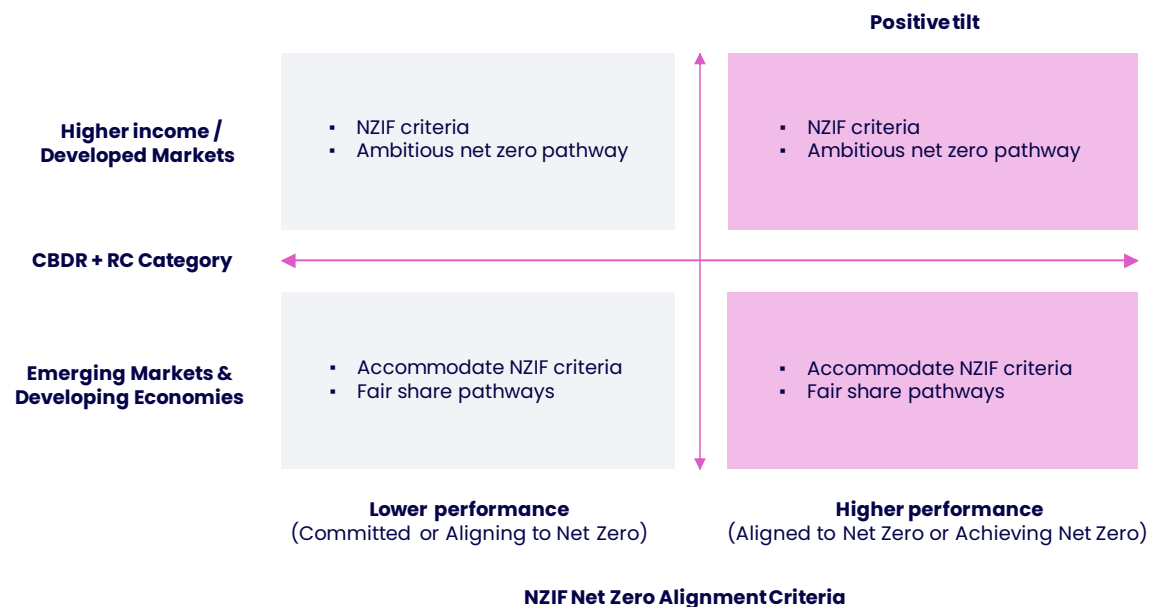 Positive tilt
Higher income /
Developed Markets
▪ NZIF criteria
▪ Ambitious net zero pathway
▪ NZIF criteria
▪ Ambitious net zero pathway
CBDR + RC Category
Emerging Markets &
Developing Economies
▪ Accommodate NZIF criteria
▪ Fair share pathways
▪ Accommodate NZIF criteria
▪ Fair share pathways
Lower performance
(Committed or Aligning to Net Zero)
Higher performance
(Aligned to Net Zero or Achieving Net Zero)
NZIF Net Zero Alignment Criteria